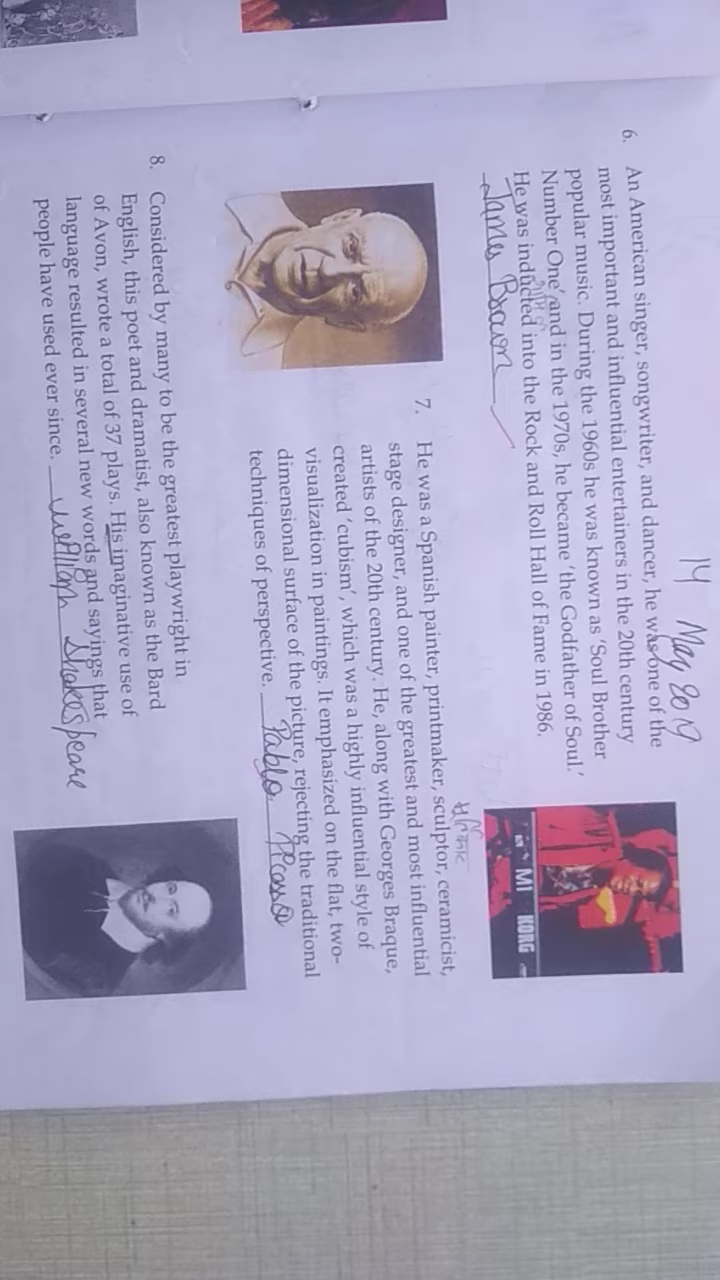 14 May 2019
6. An American singer, songwriter, and dancer, he was one of the
most important and influential entertainers in the 20th century
popular music. During the 1960s he was known as 'Soul Brother
Number One' and in the 1970s, he became 'the Godfather of Soul.'
He was inducted into the Rock and Roll Hall of Fame in 1986.
James Brown
MI KORG
7. He was a Spanish painter, printmaker, sculptor, ceramicist,
stage designer, and one of the greatest and most influential
artists of the 20th century. He, along with Georges Braque,
created 'cubism', which was a highly influential style of
visualization in paintings. It emphasized on the flat, two-
dimensional surface of the picture, rejecting the traditional
techniques of perspective. Pablo Picasso
8. Considered by many to be the greatest playwright in
English, this poet and dramatist, also known as the Bard
of Avon, wrote a total of 37 plays. His imaginative use of
language resulted in several new words and sayings that
people have used ever since. William Shakespeare